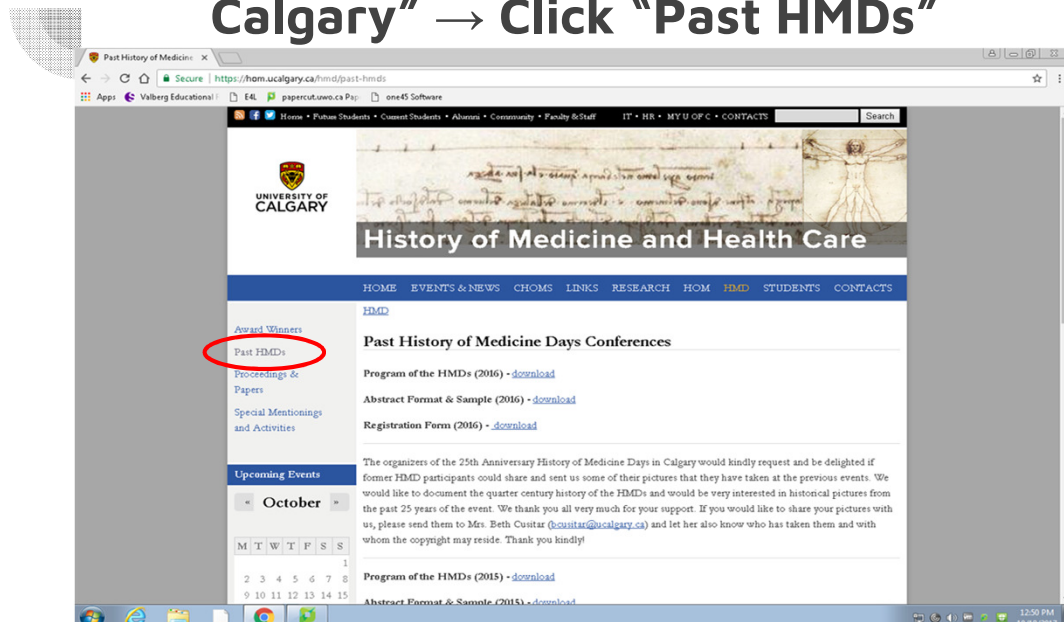 Calgary” → Click “Past HMDs”
Past History of Medicine
Secure | https://hom.ucalgary.ca/hmd/past-hmds
Apps Valberg Educational E4L papercut.uwo.ca Pap one45 Software
Home • Future Students • Current Students • Alumni • Community • Faculty & Staff IT • HR • MY U OF C • CONTACTS Search
UNIVERSITY OF
CALGARY
History of Medicine and Health Care
HOME EVENTS & NEWS CHOMS LINKS RESEARCH HOM HMD STUDENTS CONTACTS
HMD
Award Winners
Past HMDs
Proceedings &
Papers
Special Mentionings
and Activities
Past History of Medicine Days Conferences
Program of the HMDs (2016) - download
Abstract Format & Sample (2016) - download
Registration Form (2016) - download
The organizers of the 25th Anniversary History of Medicine Days in Calgary would kindly request and be delighted if
former HMD participants could share and sent us some of their pictures that they have taken at the previous events. We
would like to document the quarter century history of the HMDs and would be very interested in historical pictures from
the past 25 years of the event. We thank you all very much for your support. If you would like to share your pictures with
us, please send them to Mrs. Beth Cusitar (bcusitar@ucalgary.ca) and let her also know who has taken them and with
whom the copyright may reside. Thank you kindly!
Program of the HMDs (2015) - download
Abstract Format & Sample (2015) - download
Upcoming Events
« October »
M T W T F S S
1
2 3 4 5 6 7 8
9 10 11 12 13 14 15
12:50 PM